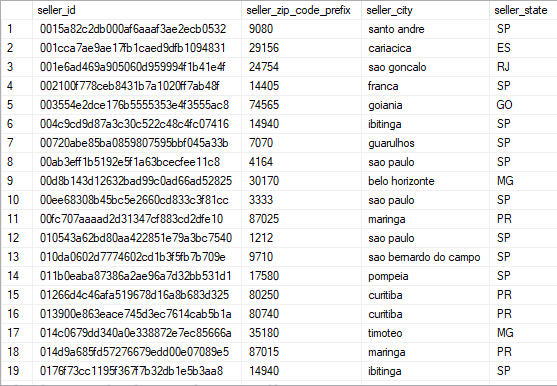 seller_id seller_zip_code_prefix seller_city seller_state
1 0015a82c2db000af6aaaf3ae2ecb0532 9080 santo andre SP
2 001cca7ae9ae17fb1caed9dfb1094831 29156 cariacica ES
3 001e6ad469a905060d959994f1b41e4f 24754 sao goncalo RJ
4 002100f778ceb8431b7a1020ff7ab48f 14405 franca SP
5 003554e2dce176b5555353e4f3555ac8 74565 goiania GO
6 004c9cd9d87a3c30c522c48c4fc07416 14940 ibitinga SP
7 00720abe85ba0859807595bbf045a33b 7070 guarulhos SP
8 00ab3eff1b5192e5f1a63bcecfee11c8 4164 sao paulo SP
9 00d8b143d12632bad99c0ad66ad52825 30170 belo horizonte MG
10 00ee68308b45bc5e2660cd833c3f81cc 3333 sao paulo SP
11 00fc707aaaad2d31347cf883cd2dfe10 87025 maringa PR
12 010543a62bd80aa422851e79a3bc7540 1212 sao paulo SP
13 010da0602d7774602cd1b3f5fb7b709e 9710 sao bernardo do campo SP
14 011b0eaba87386a2ae96a7d32bb531d1 17580 pompeia SP
15 01266d4c46afa519678d16a8b683d325 80250 curitiba PR
16 013900e863eace745d3ec7614cab5b1a 80740 curitiba PR
17 014c0679dd340a0e338872e7ec85666a 35180 timoteo MG
18 014d9a685fd57276679edd00e07089e5 87015 maringa PR
19 0176f73cc1195f367f7b32db1e5b3aa8 14940 ibitinga SP